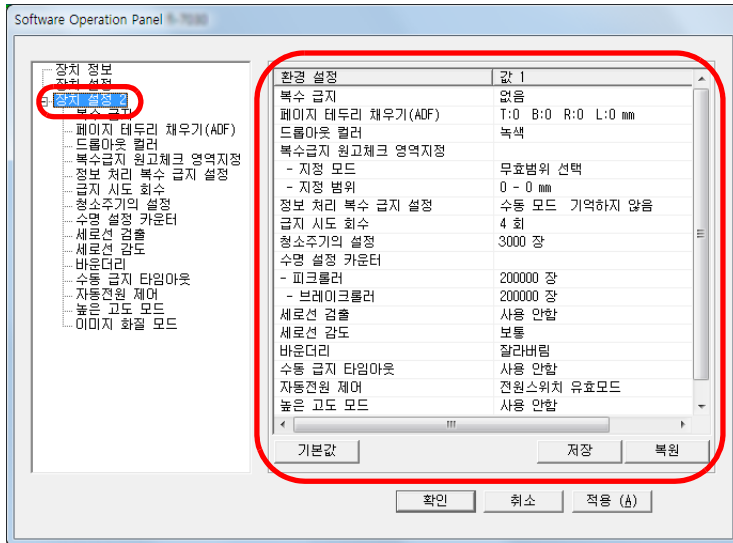 Software Operation Panel fi-7030
장치 정보
장치 설정
장치 설정 2
복수 급지
페이지 테두리 채우기(ADF)
드롭아웃 컬러
복수급지 원고체크 영역지정
정보 처리 복수 급지 설정
급지 시도 회수
청소주기의 설정
수명 설정 카운터
세로선 검출
세로선 감도
바운더리
수동 급지 타임아웃
자동전원 제어
높은 고도 모드
이미지 화질 모드
환경 설정 값 1
복수 급지 없음
페이지 테두리 채우기(ADF) T:0 B:0 R:0 L:0 mm
드롭아웃 컬러 녹색
복수급지 원고체크 영역지정
- 지정 모드 무효범위 선택
- 지정 범위 0 - 0 mm
정보 처리 복수 급지 설정 수동 모드 기억하지 않음
급지 시도 회수 4 회
청소주기의 설정 3000 장
수명 설정 카운터
- 피크롤러 200000 장
- 브레이크롤러 200000 장
세로선 검출 사용 안함
세로선 감도 보통
바운더리 잘라버림
수동 급지 타임아웃 사용 안함
자동전원 제어 전원스위치 유효모드
높은 고도 모드 사용 안함
기본값 저장 복원
확인 취소 적용 (A)